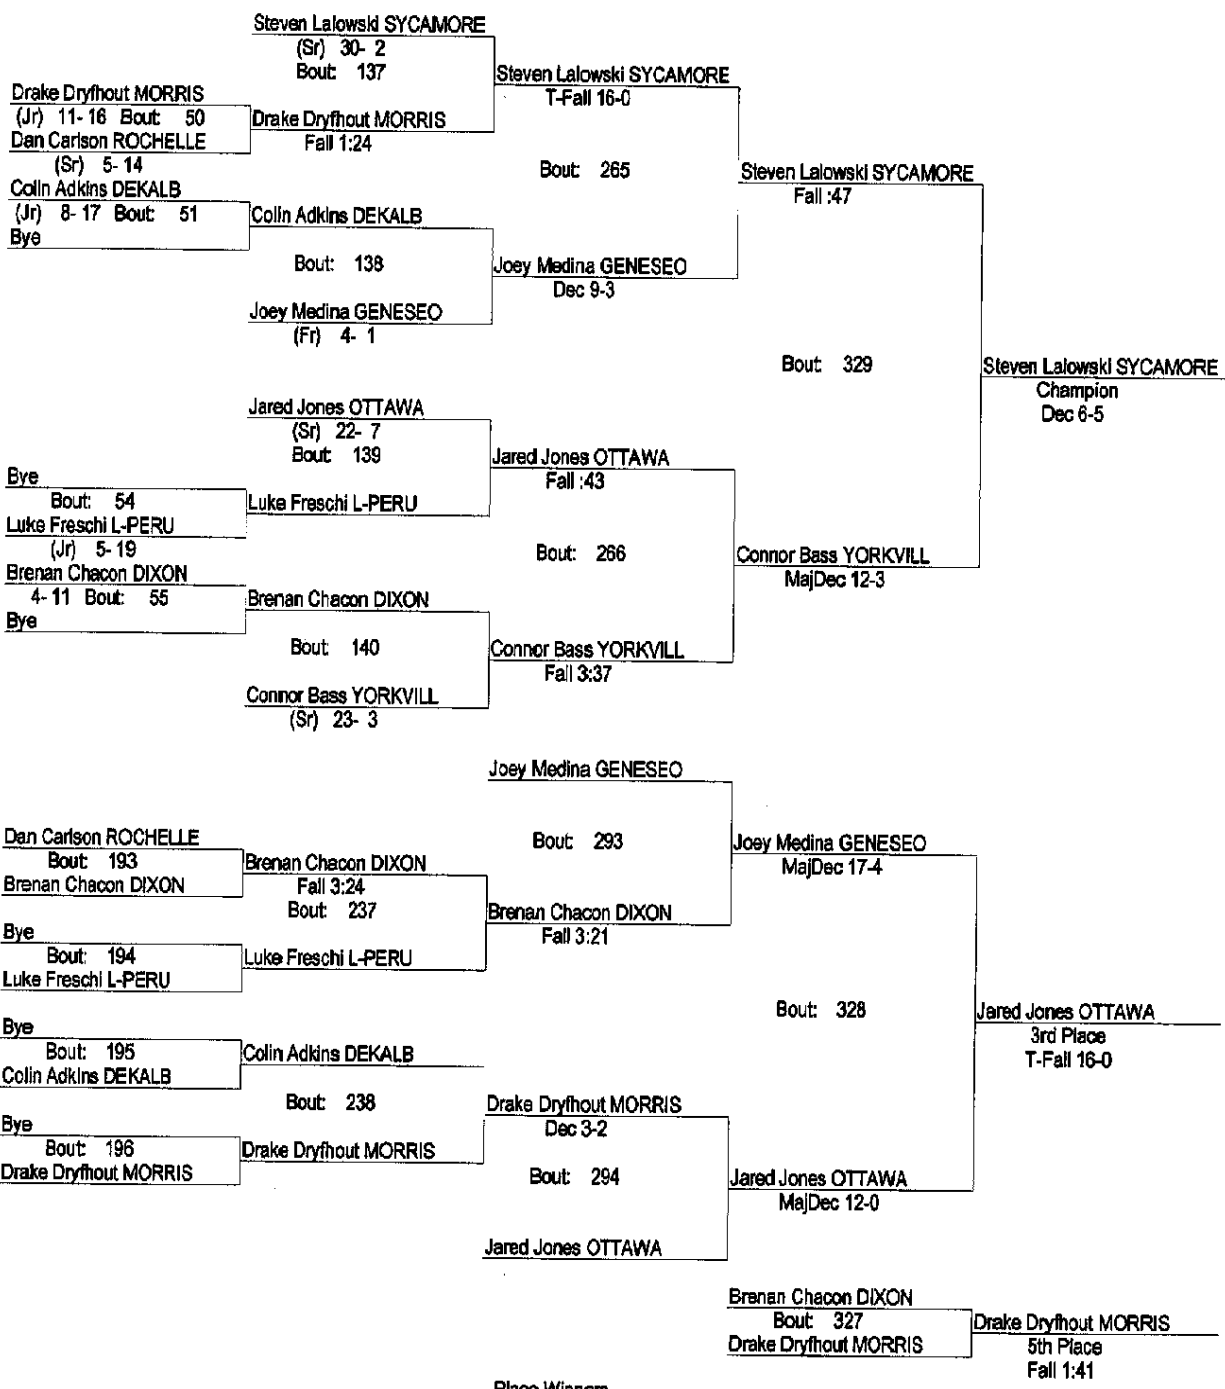 Steven Lalowski SYCAMORE
(Sr) 30- 2
Bout: 137
Steven Lalowski SYCAMORE
T-Fall 16-0
Drake Dryfhout MORRIS
(Jr) 11- 16 Bout: 50
Dan Carlson ROCHELLE
(Sr) 5- 14
Drake Dryfhout MORRIS
Fall 1:24
Bout: 265
Steven Lalowski SYCAMORE
Fall :47
Colin Adkins DEKALB
(Jr) 8- 17 Bout: 51
Bye
Colin Adkins DEKALB
Bout: 138
Joey Medina GENESEO
Dec 9-3
Joey Medina GENESEO
(Fr) 4- 1
Bout: 329
Steven Lalowski SYCAMORE
Champion
Dec 6-5
Jared Jones OTTAWA
(Sr) 22- 7
Bout: 139
Jared Jones OTTAWA
Fall :43
Bye
Bout: 54
Luke Freschi L-PERU
(Jr) 5- 19
Luke Freschi L-PERU
Bout: 266
Connor Bass YORKVILL
MajDec 12-3
Brenan Chacon DIXON
4- 11 Bout: 55
Bye
Brenan Chacon DIXON
Bout: 140
Connor Bass YORKVILL
Fall 3:37
Connor Bass YORKVILL
(Sr) 23- 3
Joey Medina GENESEO
Bout: 293
Joey Medina GENESEO
MajDec 17-4
Dan Carlson ROCHELLE
Bout: 193
Brenan Chacon DIXON
Brenan Chacon DIXON
Fall 3:24
Bout: 237
Brenan Chacon DIXON
Fall 3:21
Bye
Bout: 194
Luke Freschi L-PERU
Luke Freschi L-PERU
Bout: 328
Jared Jones OTTAWA
3rd Place
T-Fall 16-0
Bye
Bout: 195
Colin Adkins DEKALB
Colin Adkins DEKALB
Bout: 238
Drake Dryfhout MORRIS
Dec 3-2
Bye
Bout: 196
Drake Dryfhout MORRIS
Drake Dryfhout MORRIS
Bout: 294
Jared Jones OTTAWA
MajDec 12-0
Jared Jones OTTAWA
Brenan Chacon DIXON
Bout: 327
Drake Dryfhout MORRIS
Drake Dryfhout MORRIS
5th Place
Fall 1:41
Place Winners